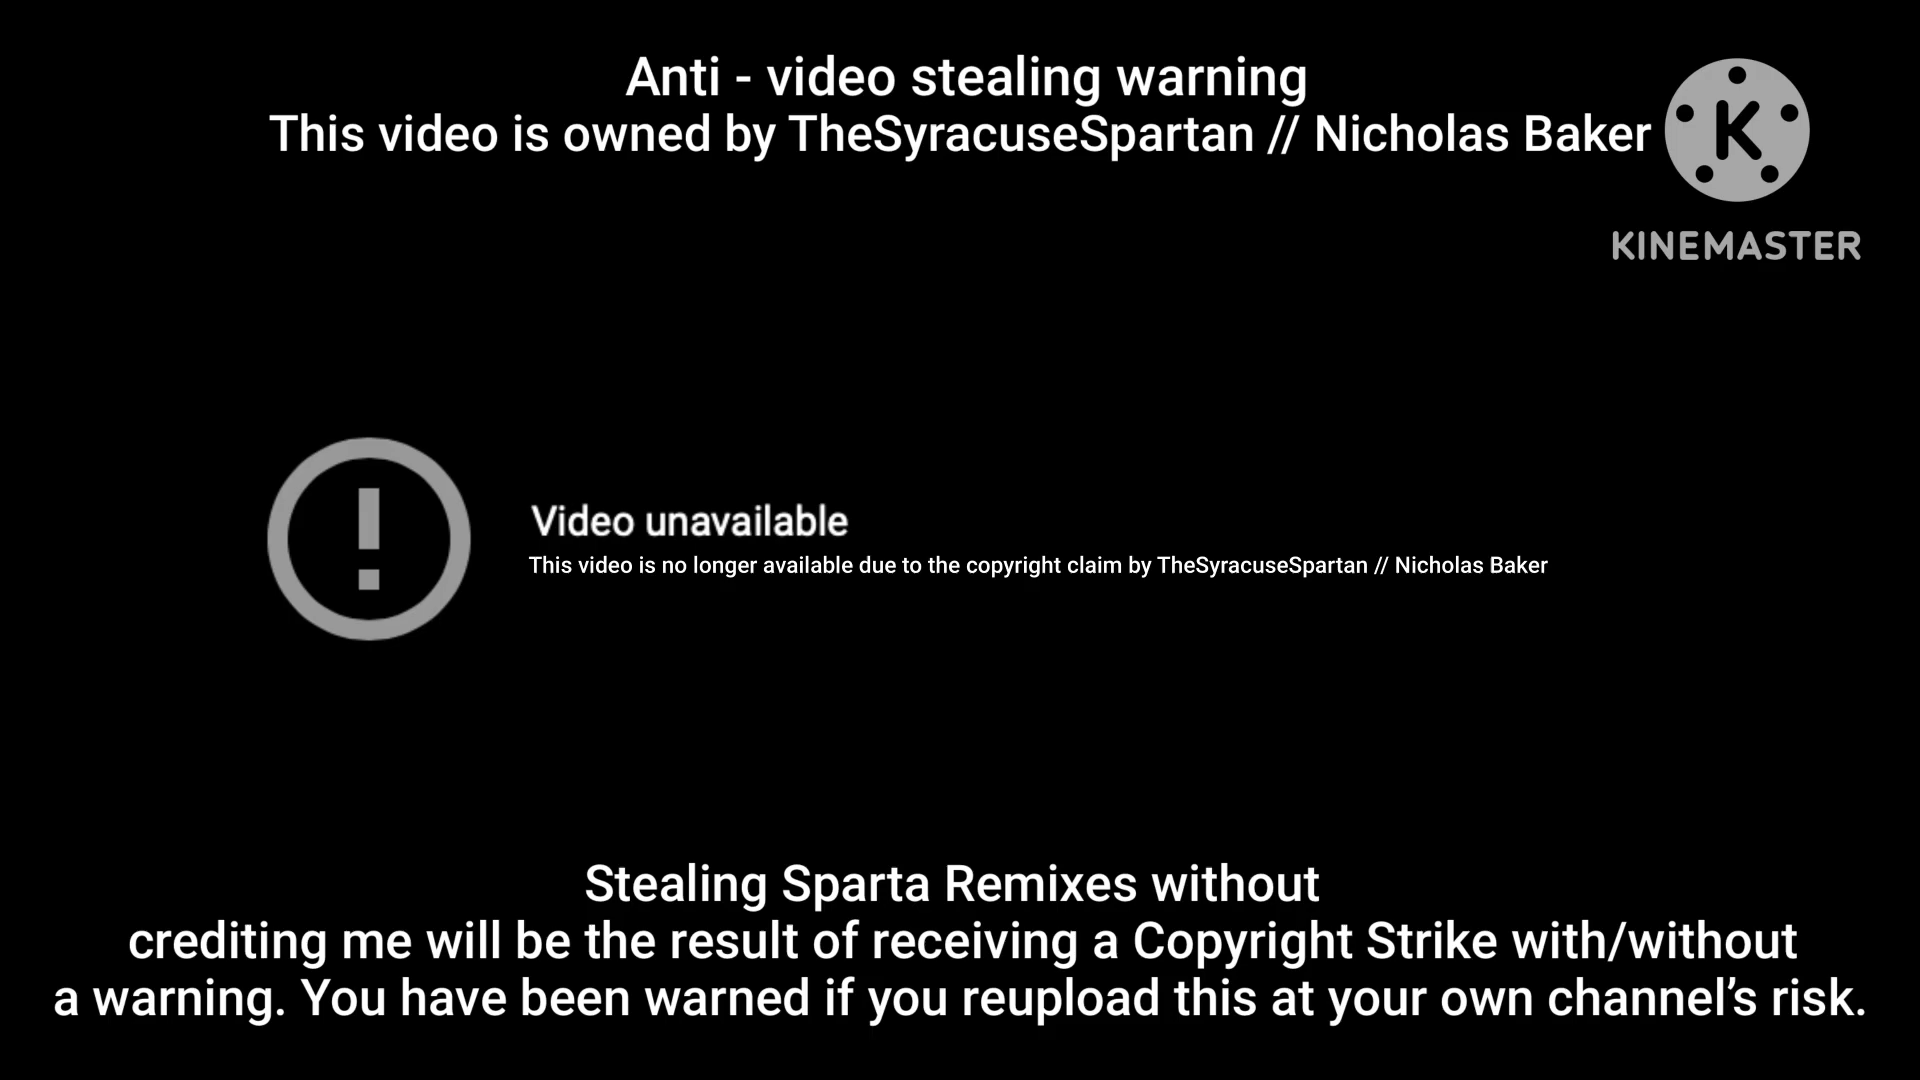 Anti - video stealing warning
This video is owned by TheSyracuseSpartan // Nicholas Baker
K
KINEMASTER
Video unavailable
This video is no longer available due to the copyright claim by TheSyracuseSpartan // Nicholas Baker
Stealing Sparta Remixes without
crediting me will be the result of receiving a Copyright Strike with/without
a warning. You have been warned if you reupload this at your own channel’s risk.